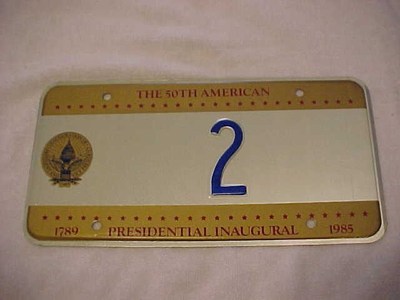 THE 50TH AMERICAN
2
1789 PRESIDENTIAL INAUGURAL 1985